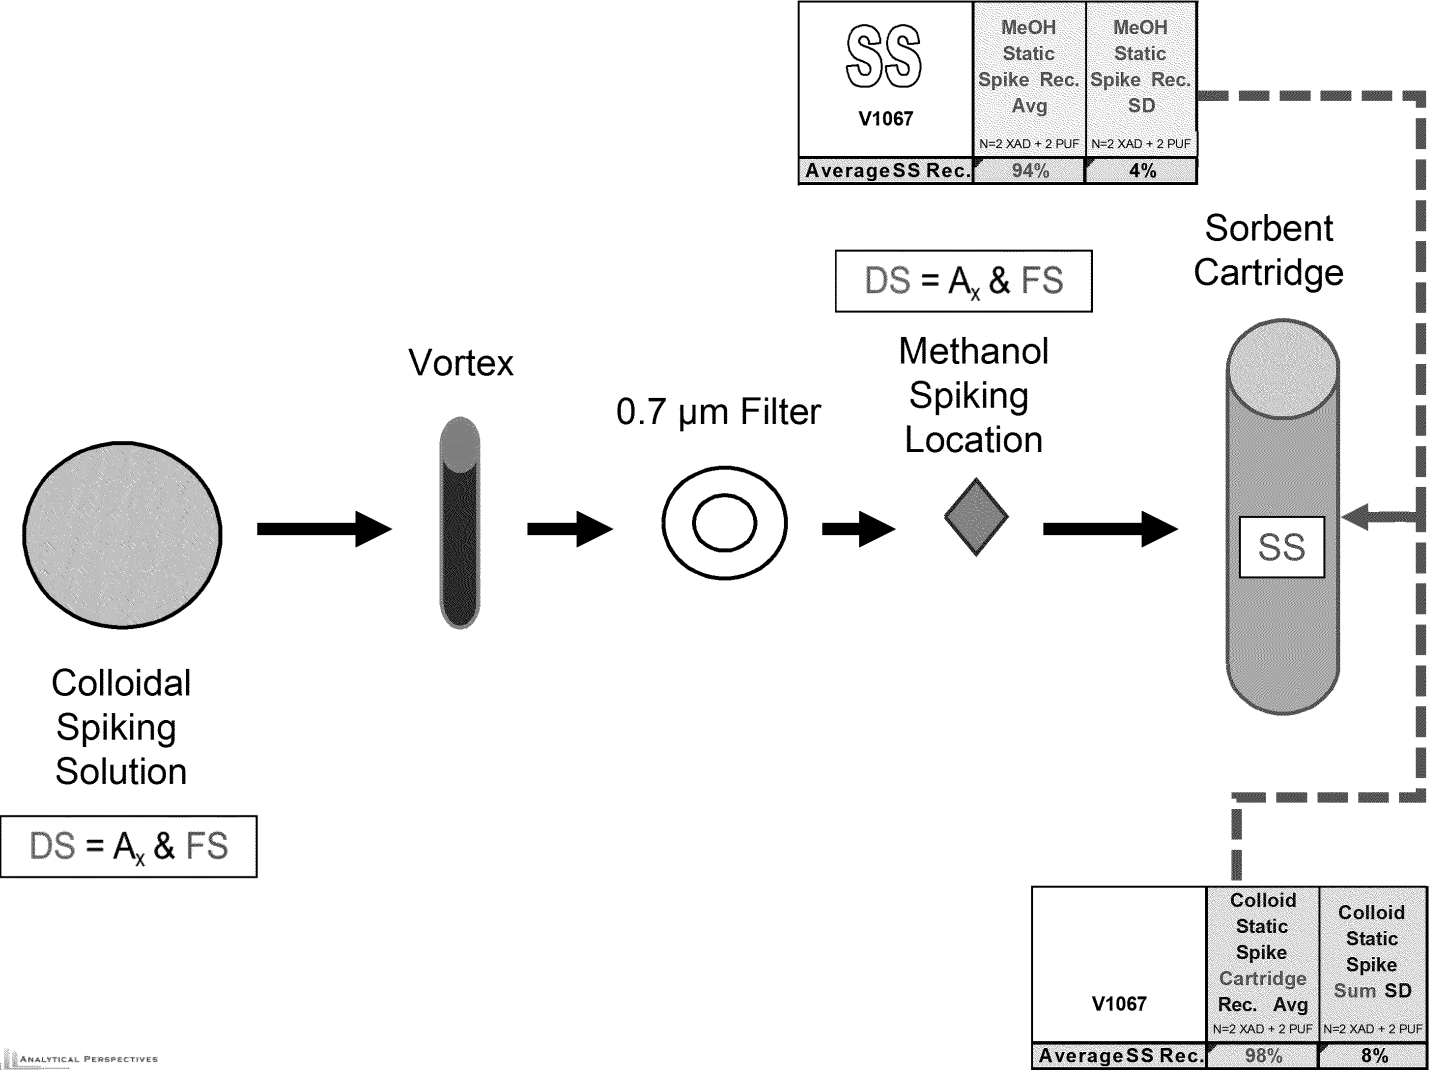 SS
V1067
MeOH
Static
Spike Rec.
Avg
N=2 XAD + 2 PUF
MeOH
Static
Spike Rec.
SD
N=2 XAD + 2 PUF
Average SS Rec. 94% 4%
Sorbent
Cartridge
DS = Ax & FS
Methanol
Spiking
Location
Vortex
0.7 µm Filter
SS
Colloidal
Spiking
Solution
DS = Ax & FS
V1067
Colloid
Static
Spike
Cartridge
Rec. Avg
N=2 XAD + 2 PUF
Colloid
Static
Spike
Sum SD
N=2 XAD + 2 PUF
Average SS Rec. 98% 8%
ANALYTICAL PERSPECTIVES